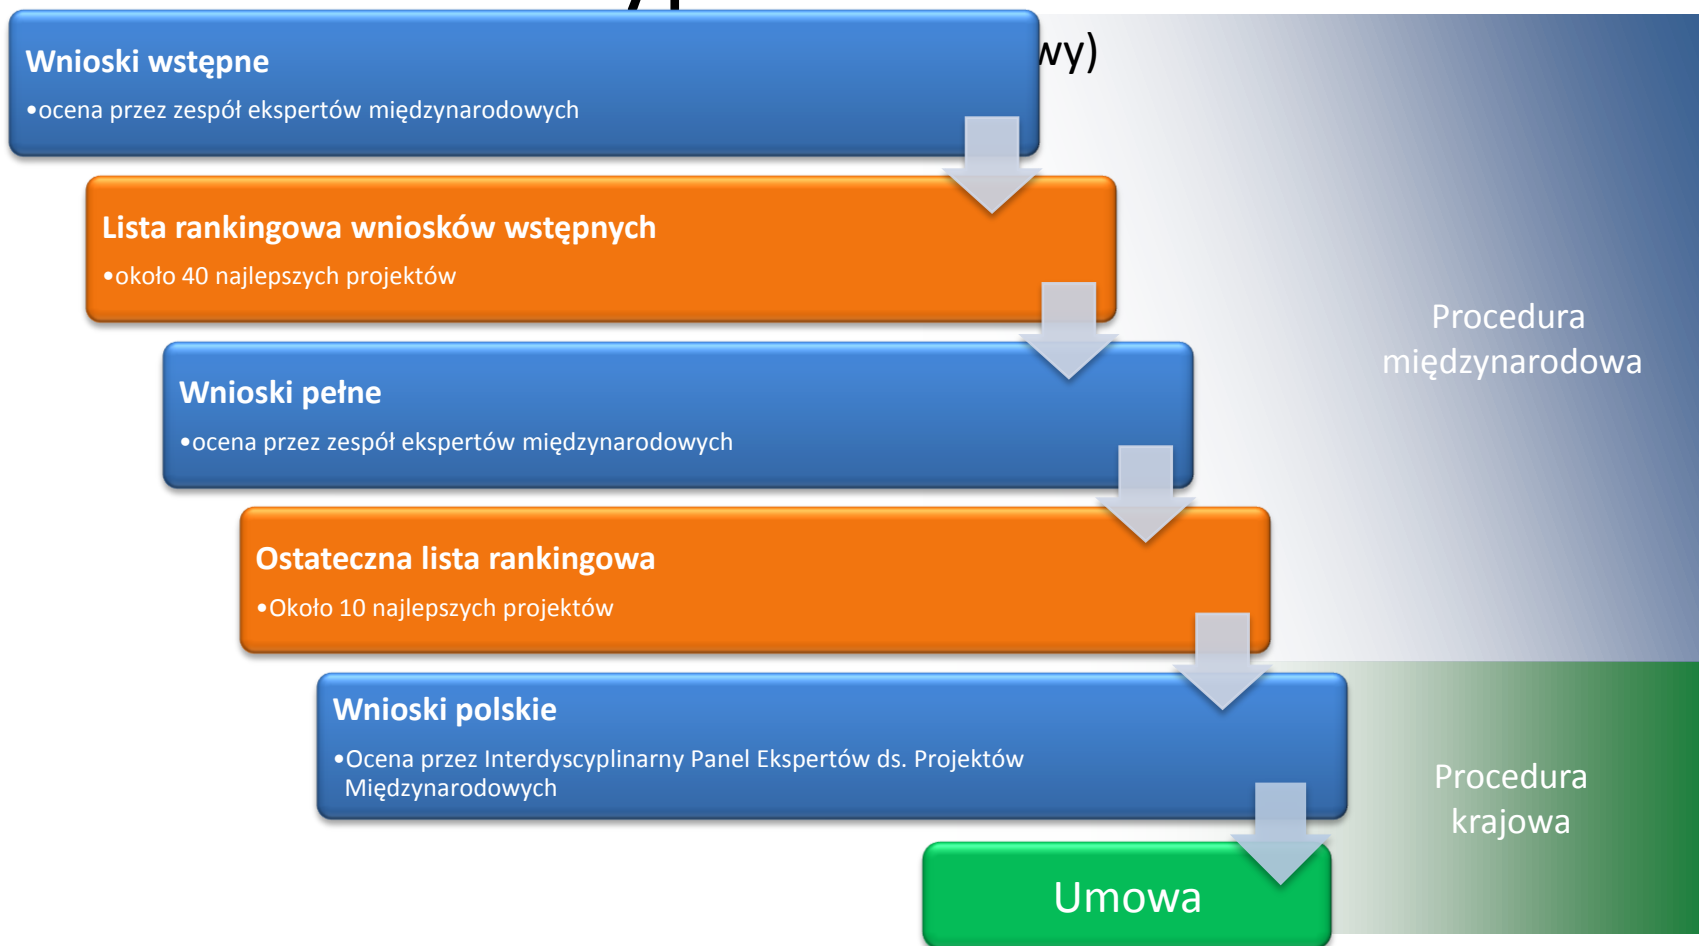 wy)
Wnioski wstępne
•ocena przez zespół ekspertów międzynarodowych
Lista rankingowa wniosków wstępnych
•około 40 najlepszych projektów
Wnioski pełne
•ocena przez zespół ekspertów międzynarodowych
Ostateczna lista rankingowa
•Około 10 najlepszych projektów
Wnioski polskie
•Ocena przez Interdyscyplinarny Panel Ekspertów ds. Projektów
Międzynarodowych
Umowa
Procedura
międzynarodowa
Procedura
krajowa